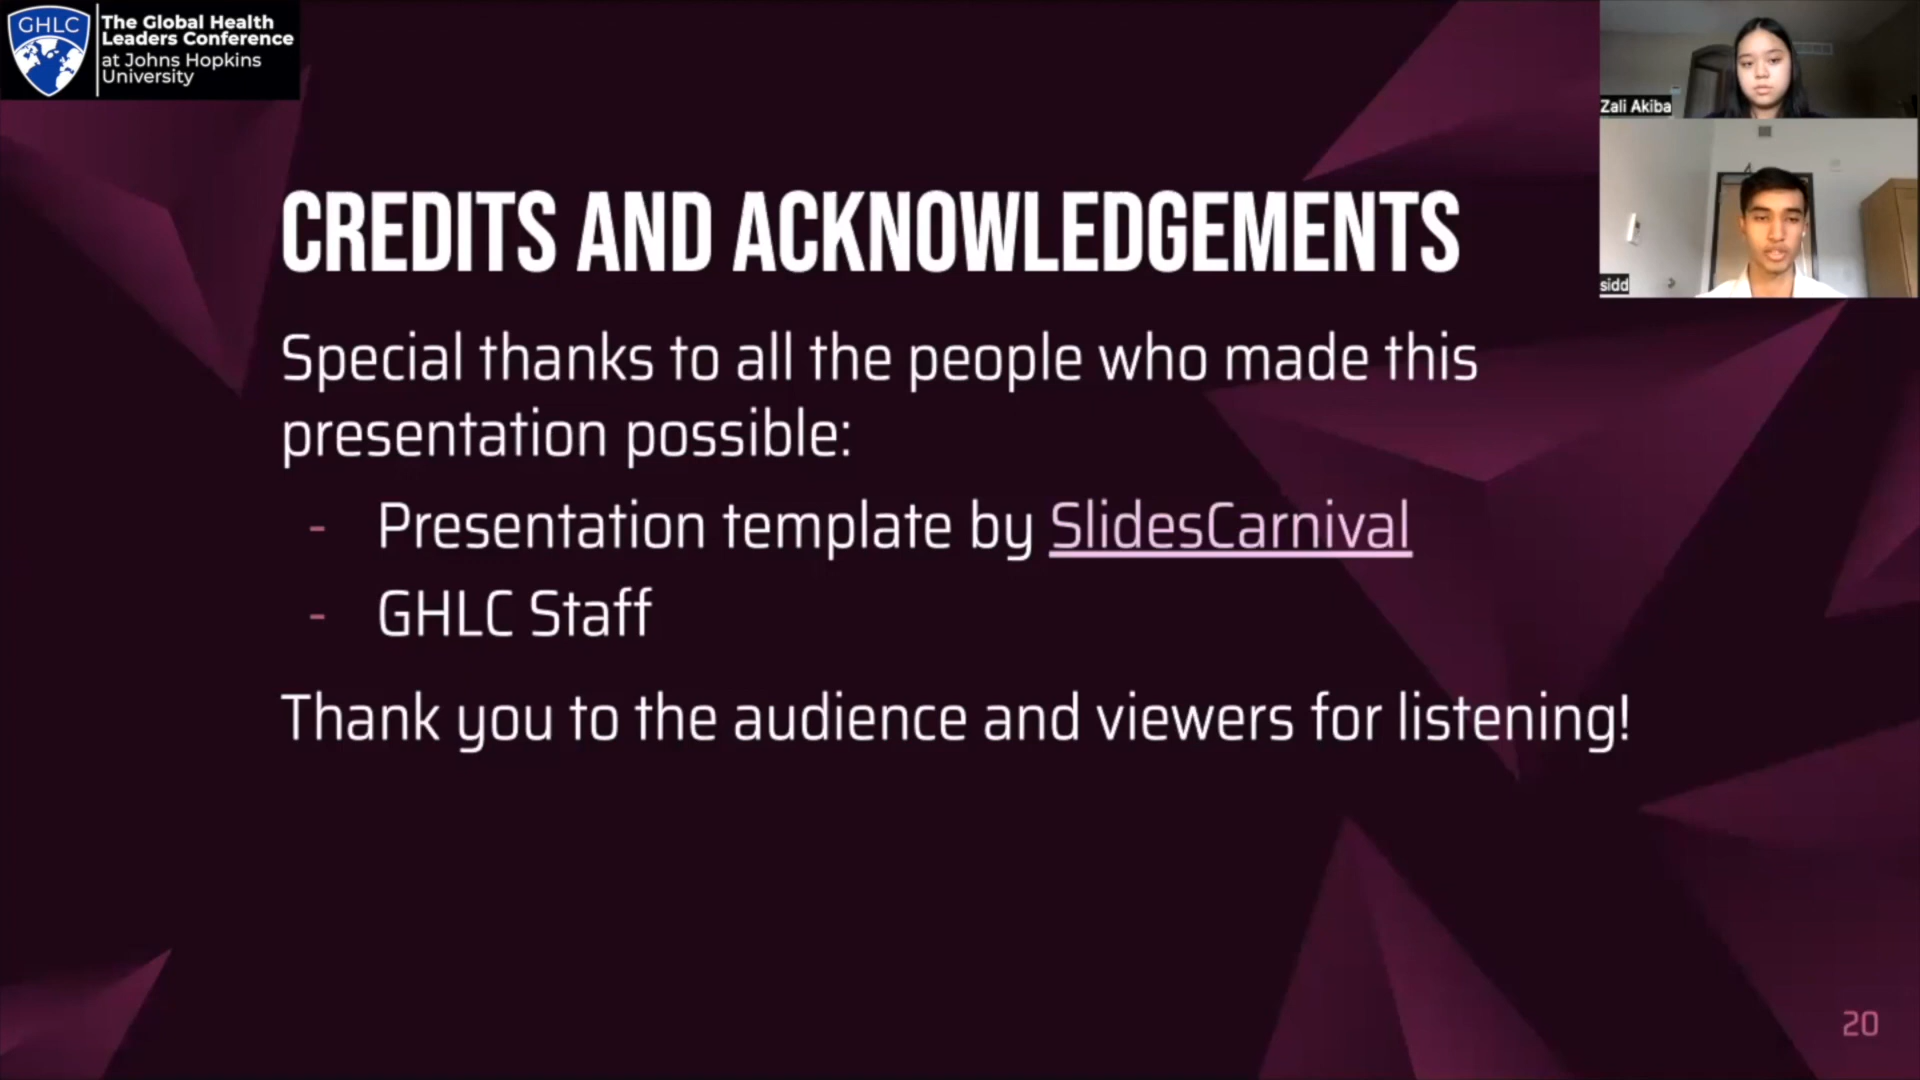 GHLC
The Global Health
Leaders Conference
at Johns Hopkins
University
Zali Akiba
sidd
CREDITS AND ACKNOWLEDGEMENTS
Special thanks to all the people who made this
presentation possible:
- Presentation template by SlidesCarnival
- GHLC Staff
Thank you to the audience and viewers for listening!
20